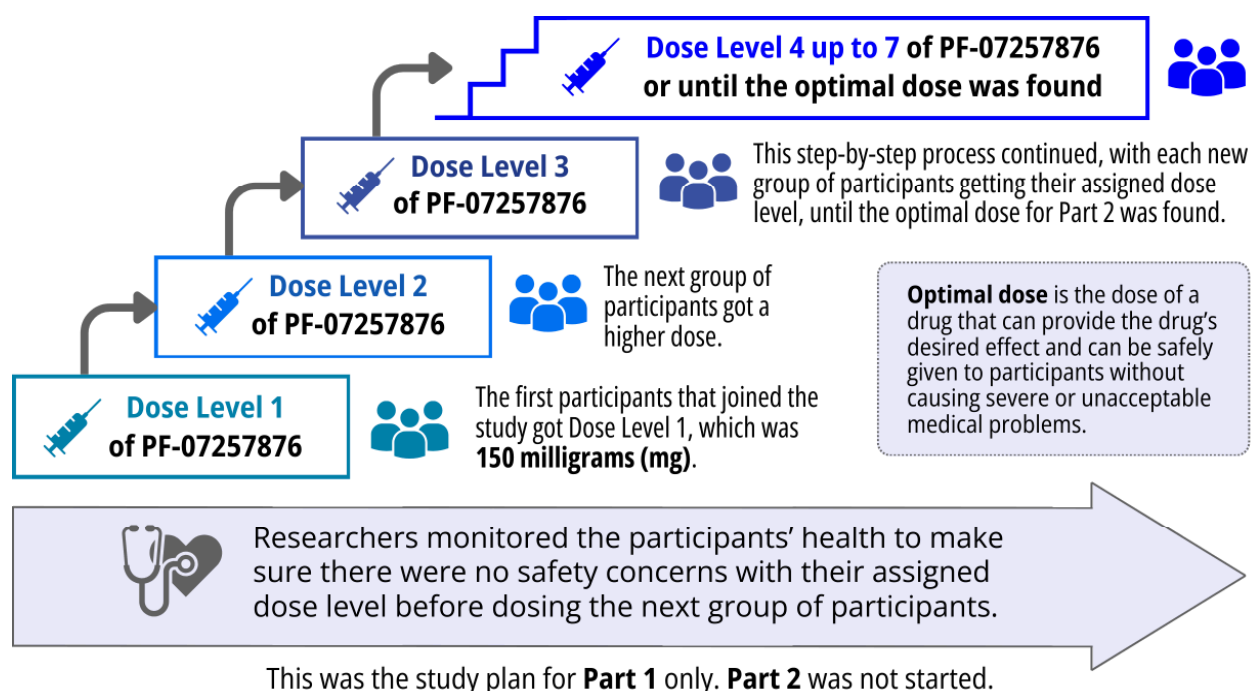 Dose Level 4 up to 7 of PF-07257876
or until the optimal dose was found
Dose Level 3
of PF-07257876
This step-by-step process continued, with each new
group of participants getting their assigned dose
level, until the optimal dose for Part 2 was found.
Dose Level 2
of PF-07257876
The next group of
participants got a
higher dose.
Optimal dose is the dose of a
drug that can provide the drug’s
desired effect and can be safely
given to participants without
causing severe or unacceptable
medical problems.
Dose Level 1
of PF-07257876
The first participants that joined the
study got Dose Level 1, which was
150 milligrams (mg).
Researchers monitored the participants’ health to make
sure there were no safety concerns with their assigned
dose level before dosing the next group of participants.
This was the study plan for Part 1 only. Part 2 was not started.